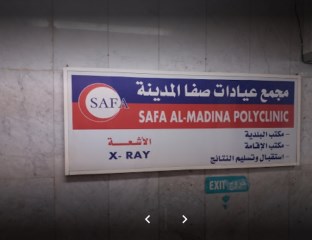 مجمع عيادات صفا المدينة
SAFA
SAFA AL-MADINA POLYCLINIC
- مكتب البلدية
الأشعة
- مكتب الإقامة
X- RAY
- استقبال وتسليم النتائج
EXIT